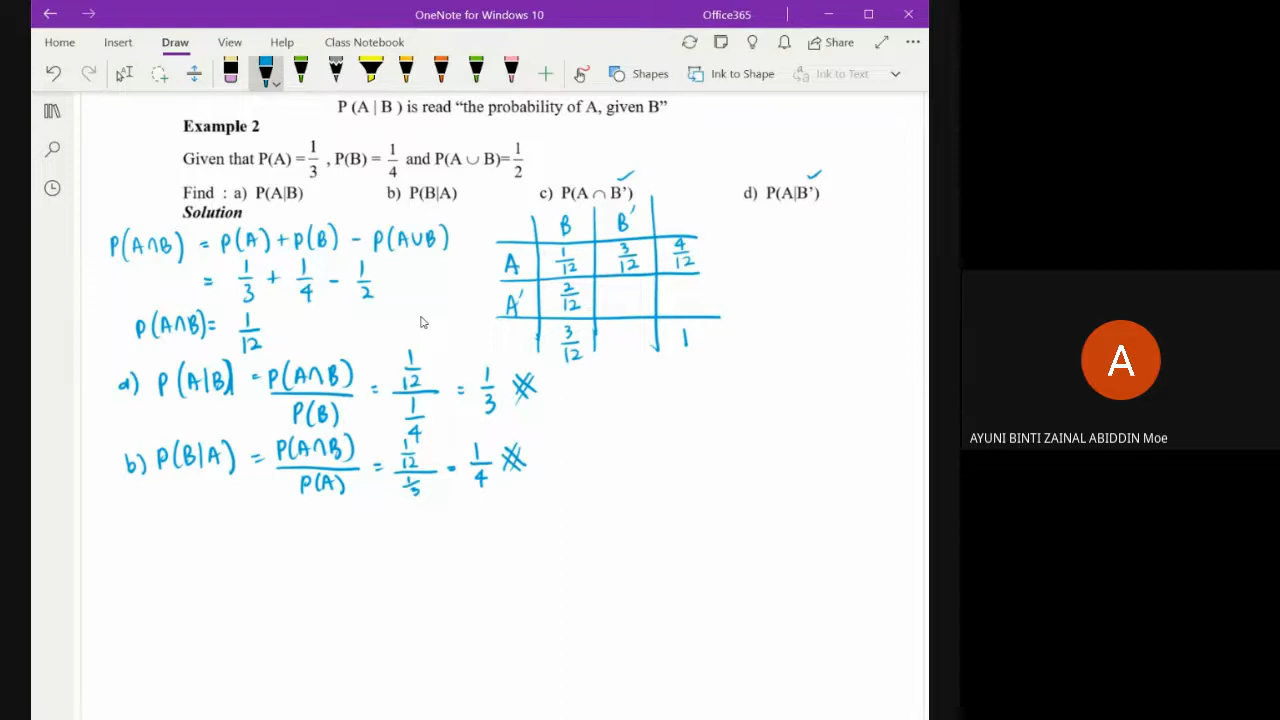 OneNote for Windows 10
Office365
Home Insert Draw View Help Class Notebook
Share
Shapes Ink to Shape Ink to Text
P (A | B ) is read “the probability of A, given B”
Example 2
Given that P(A) = 1/3 , P(B) = 1/4 and P(A ∪ B)= 1/2
Find : a) P(A|B) b) P(B|A) c) P(A ∩ B’) d) P(A|B’)
Solution
P(A∩B) = P(A) + P(B) - P(A∪B)
= 1/3 + 1/4 - 1/2
P(A∩B) = 1/12
a) P(A|B) = P(A∩B)/P(B) = 1/12 / 1/4 = 1/3
b) P(B|A) = P(A∩B)/P(A) = 1/12 / 1/3 = 1/4
B B'
A 1/12 3/12 4/12
A' 2/12
3/12 1
A
AYUNI BINTI ZAINAL ABIDDIN Moe